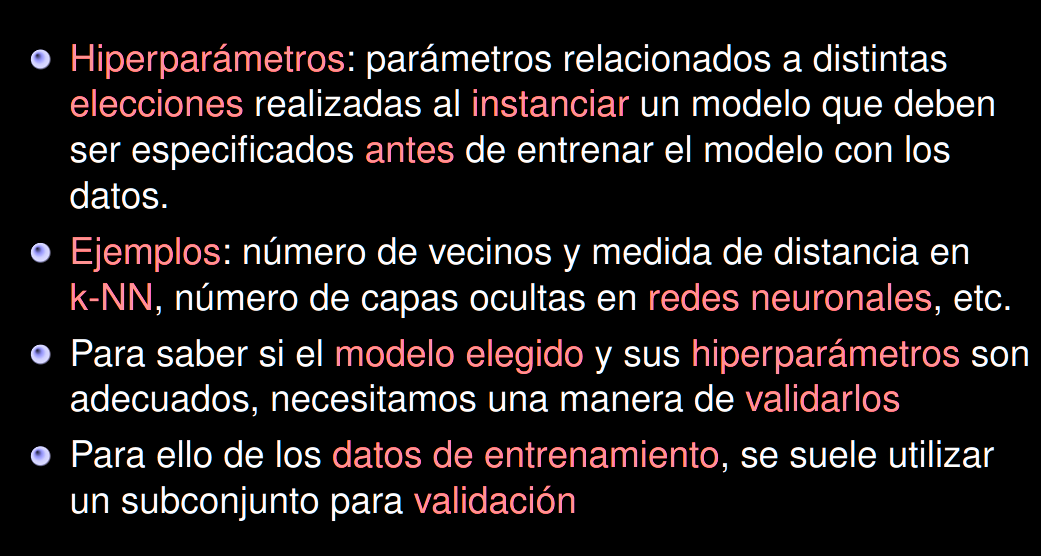 Hiperparámetros: parámetros relacionados a distintas
elecciones realizadas al instanciar un modelo que deben
ser especificados antes de entrenar el modelo con los
datos.
Ejemplos: número de vecinos y medida de distancia en
k-NN, número de capas ocultas en redes neuronales, etc.
Para saber si el modelo elegido y sus hiperparámetros son
adecuados, necesitamos una manera de validarlos
Para ello de los datos de entrenamiento, se suele utilizar
un subconjunto para validación